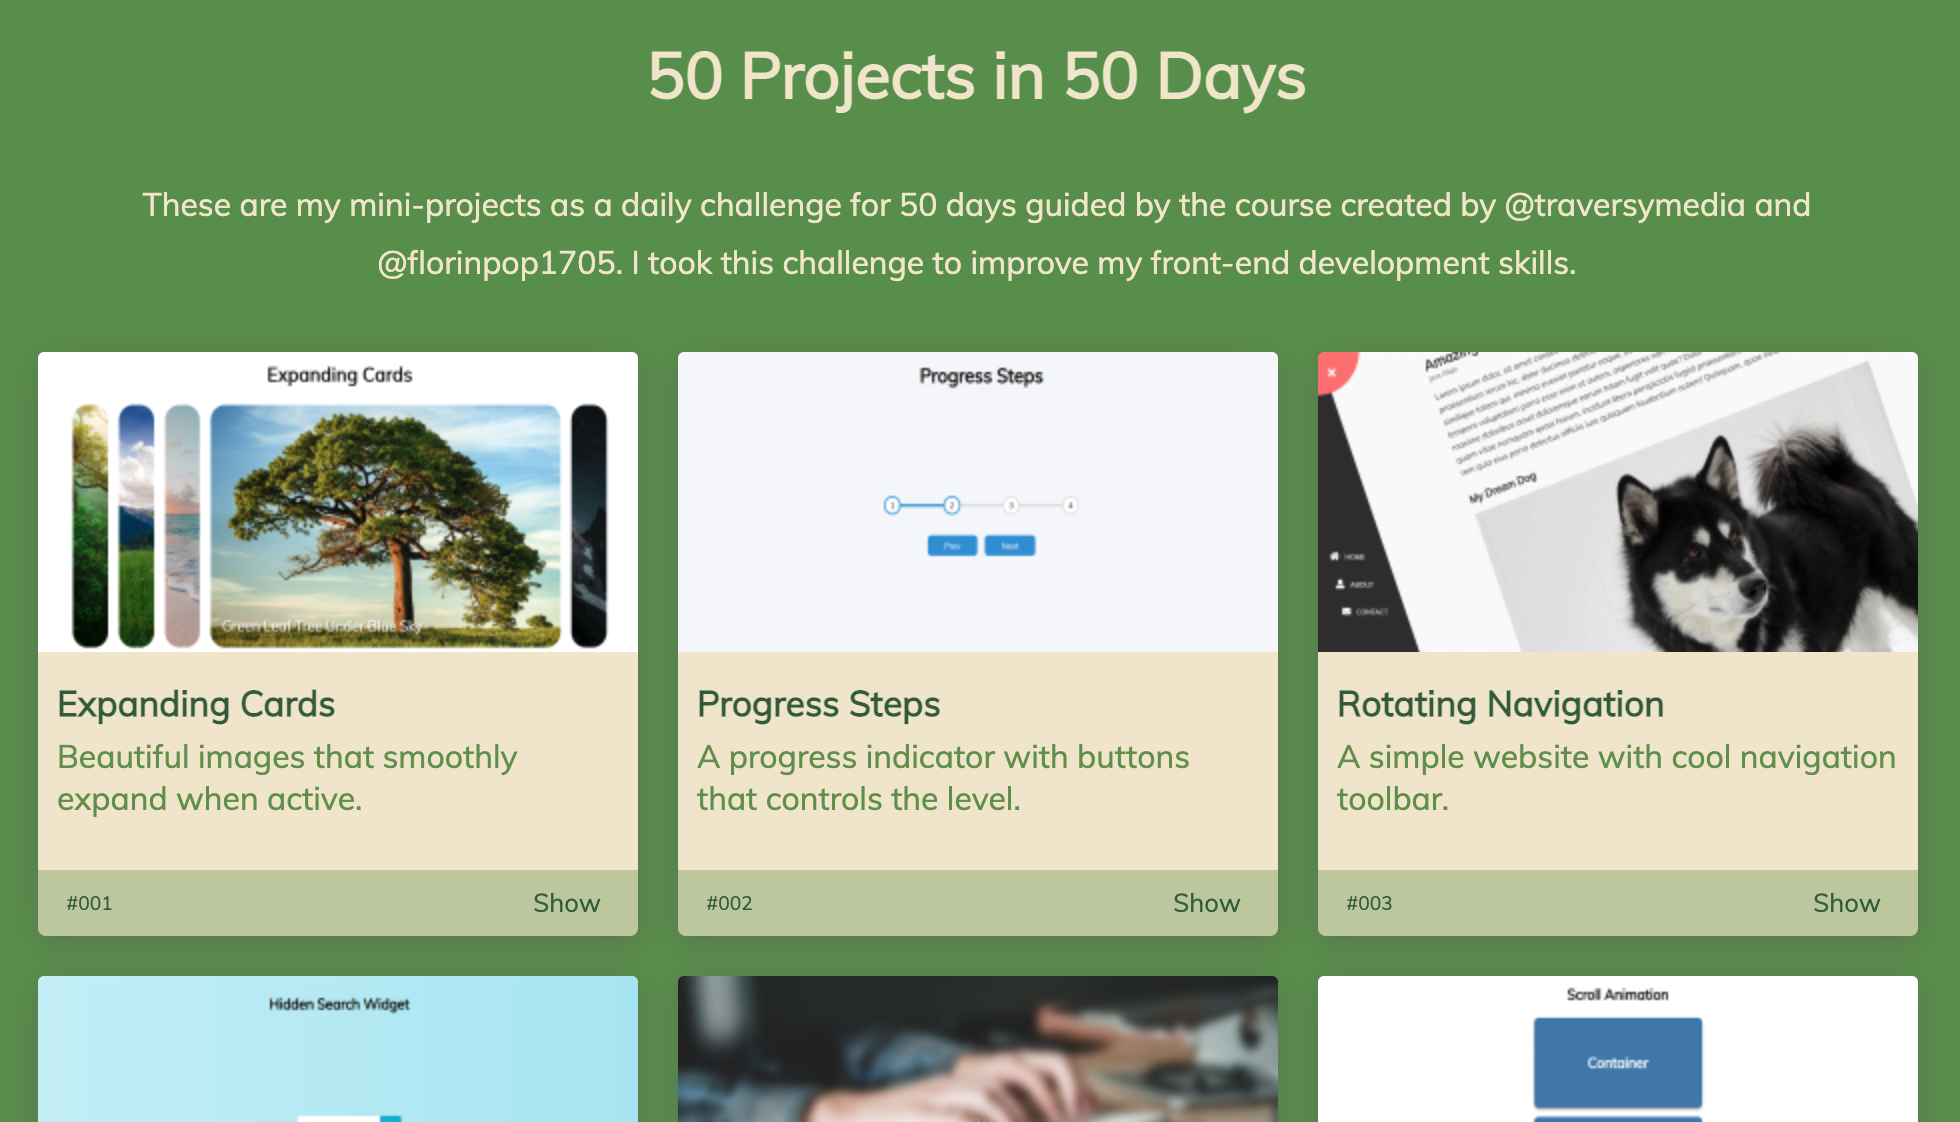 50 Projects in 50 Days
These are my mini-projects as a daily challenge for 50 days guided by the course created by @traversymedia and
@florinpop1705. I took this challenge to improve my front-end development skills.
Expanding Cards
Green Leaf Tree Under Blue Sky
Expanding Cards
Beautiful images that smoothly
expand when active.
#001
Show
Progress Steps
1 2 3 4
Prev Next
Progress Steps
A progress indicator with buttons
that controls the level.
#002
Show
Amazing
My Dream Dog
HOME
ABOUT
CONTACT
Rotating Navigation
A simple website with cool navigation
toolbar.
#003
Show
Hidden Search Widget
Scroll Animation
Container